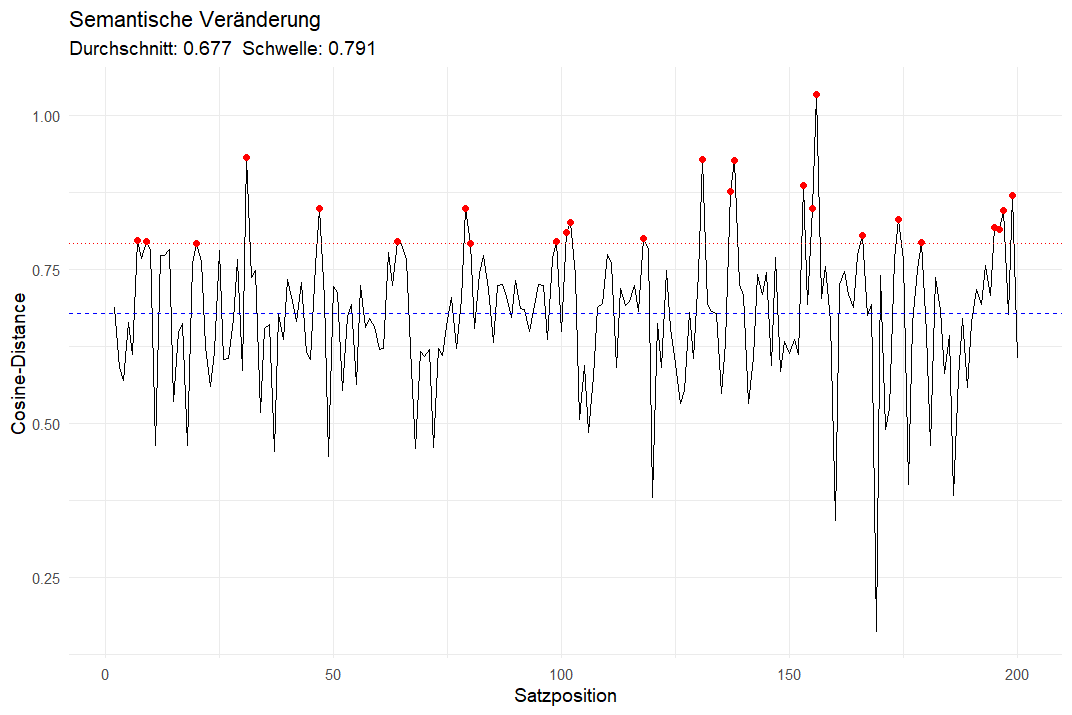 Semantische Veränderung
Durchschnitt: 0.677  Schwelle: 0.791
1.00
0.75
0.50
0.25
Cosine-Distance
0 50 100 150 200
Satzposition